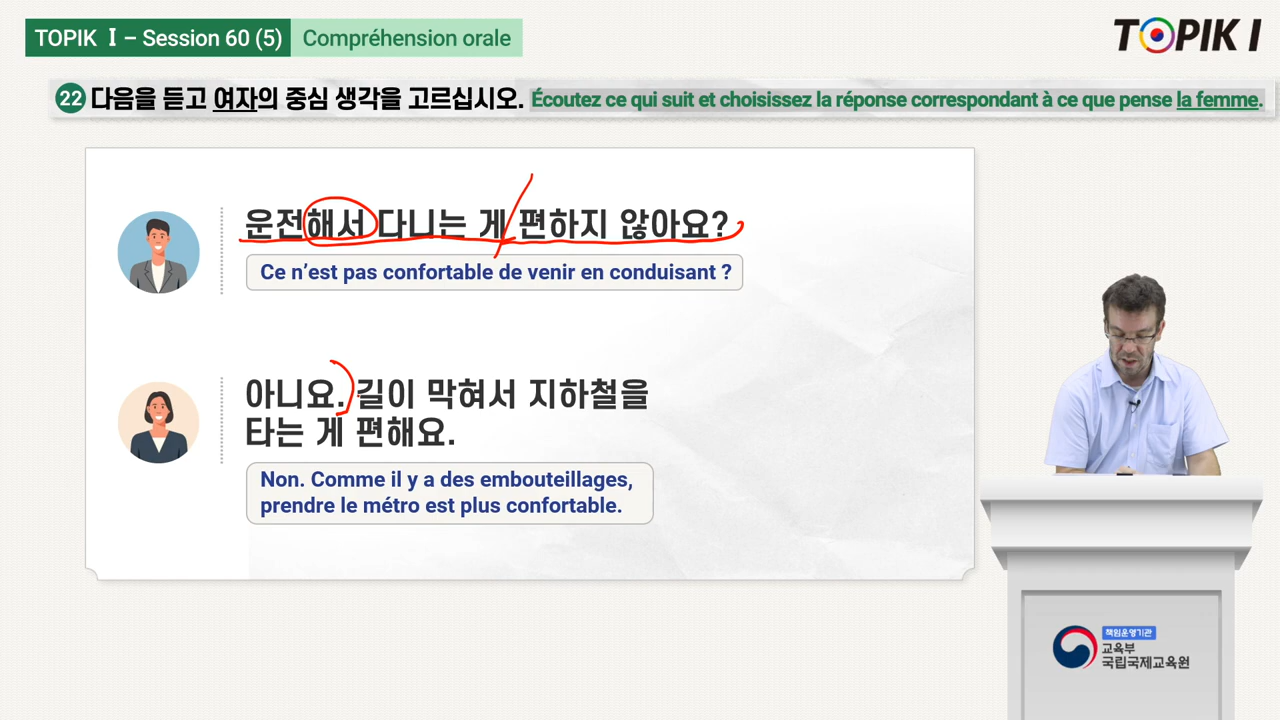 TOPIK Ⅰ – Session 60 (5) Compréhension orale
TOPIK I
22 다음을 듣고 여자의 중심 생각을 고르십시오. Écoutez ce qui suit et choisissez la réponse correspondant à ce que pense la femme.
운전해서 다니는 게 편하지 않아요?
Ce n’est pas confortable de venir en conduisant ?
아니요. 길이 막혀서 지하철을
타는 게 편해요.
Non. Comme il y a des embouteillages,
prendre le métro est plus confortable.
책임운영기관
교육부
국립국제교육원